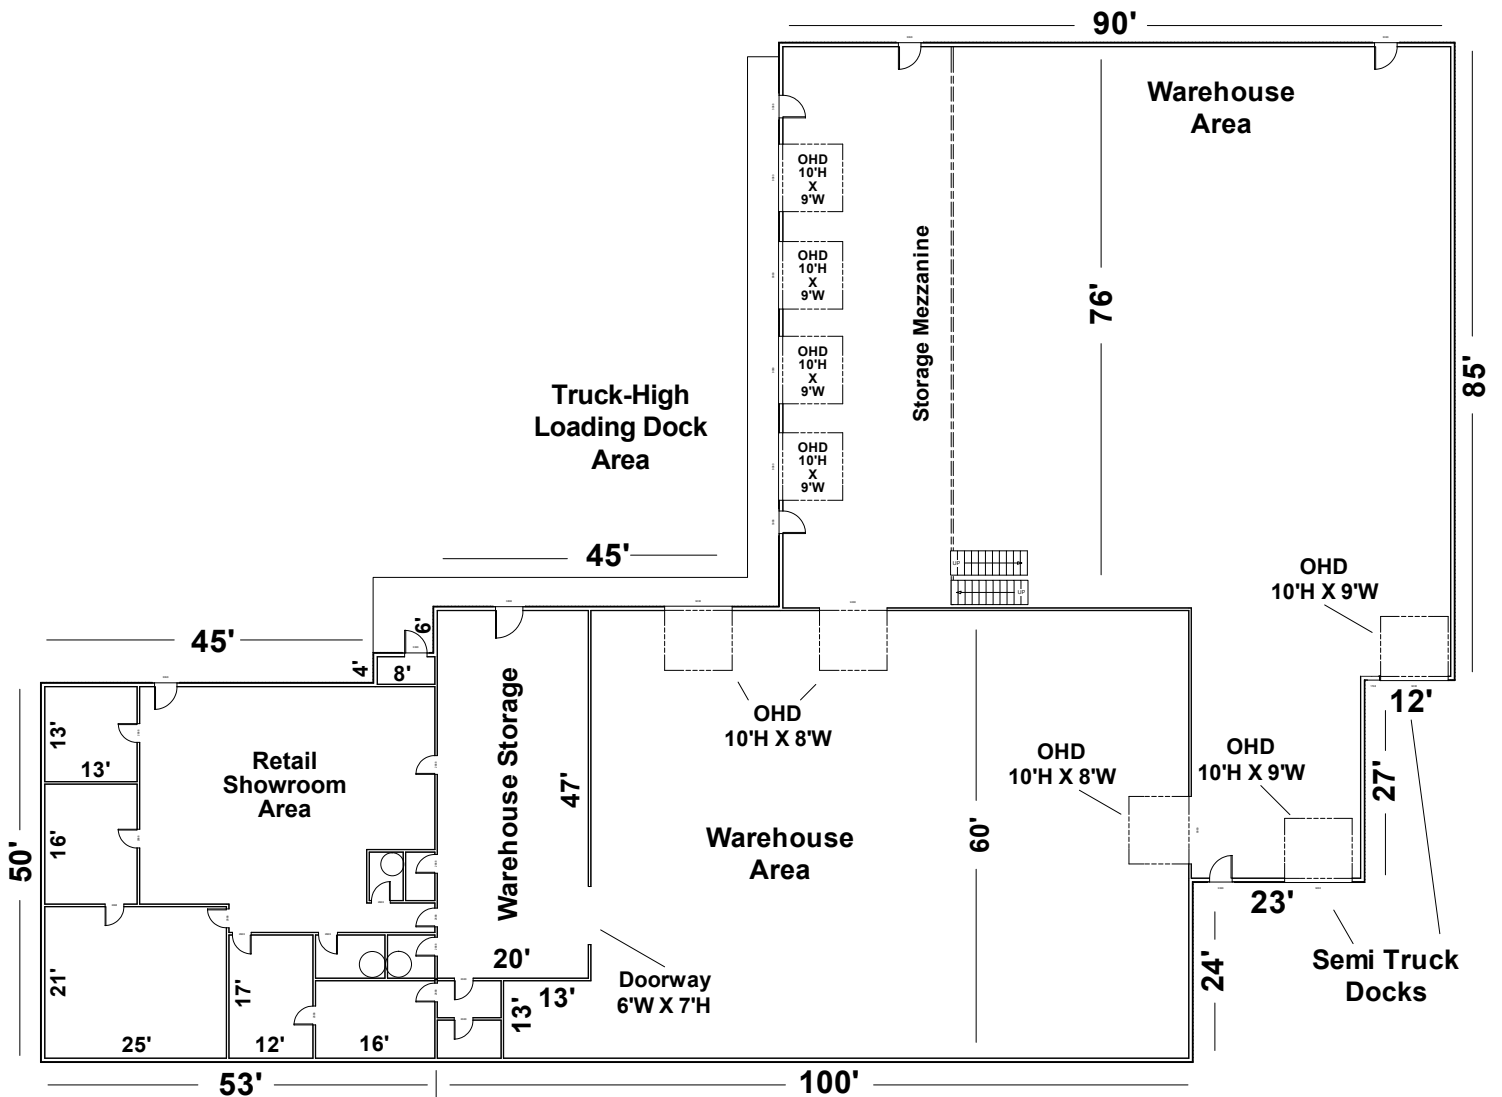 90'
Warehouse
Area
OHD
10'H
X
9'W
OHD
10'H
X
9'W
OHD
10'H
X
9'W
OHD
10'H
X
9'W
Storage Mezzanine
76'
85'
Truck-High
Loading Dock
Area
45'
UP
UP
OHD
10'H X 9'W
45'
6'
4'
8'
12'
13'
13'
Retail
Showroom
Area
Warehouse Storage
47'
OHD
10'H X 8'W
OHD
10'H X 8'W
OHD
10'H X 9'W
27'
50'
16'
Warehouse
Area
60'
23'
21'
25'
17'
12'
16'
20'
13'
13'
Doorway
6'W X 7'H
24'
Semi Truck
Docks
53'
100'